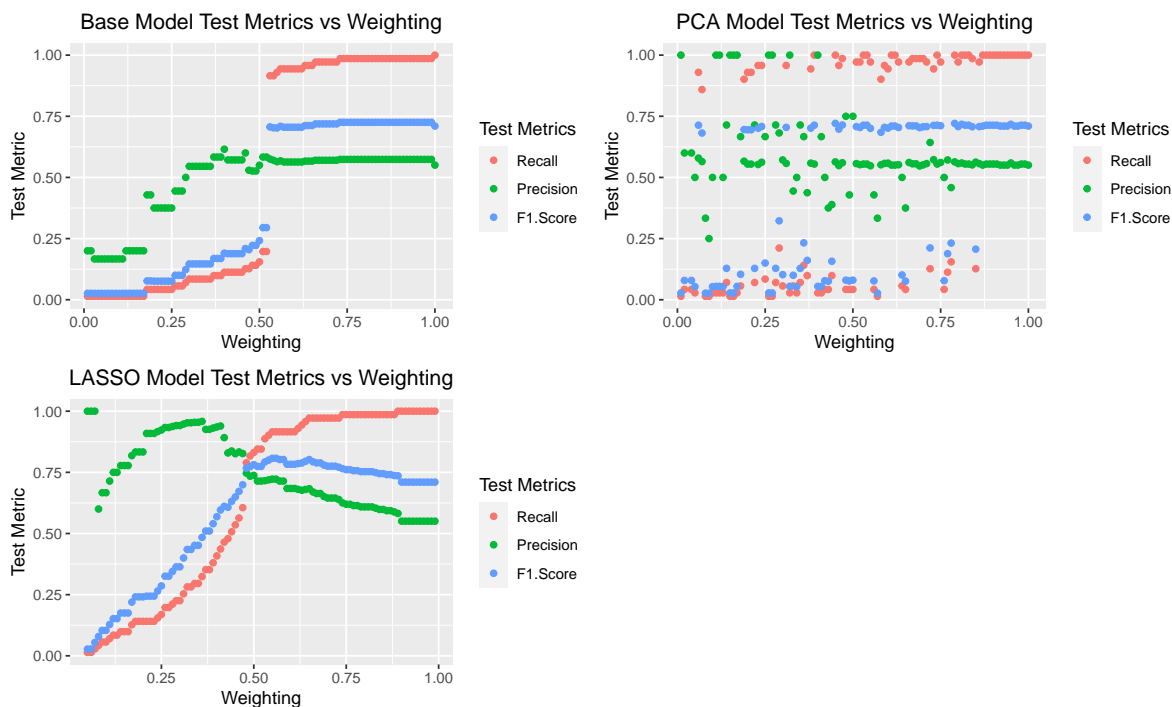 Base Model Test Metrics vs Weighting
1.00
0.75
0.50
0.25
0.00
Test Metric
0.00 0.25 0.50 0.75 1.00
Weighting
Test Metrics
Recall
Precision
F1.Score
PCA Model Test Metrics vs Weighting
1.00
0.75
0.50
0.25
0.00
Test Metric
0.00 0.25 0.50 0.75 1.00
Weighting
Test Metrics
Recall
Precision
F1.Score
LASSO Model Test Metrics vs Weighting
1.00
0.75
0.50
0.25
0.00
Test Metric
0.25 0.50 0.75 1.00
Weighting
Test Metrics
Recall
Precision
F1.Score